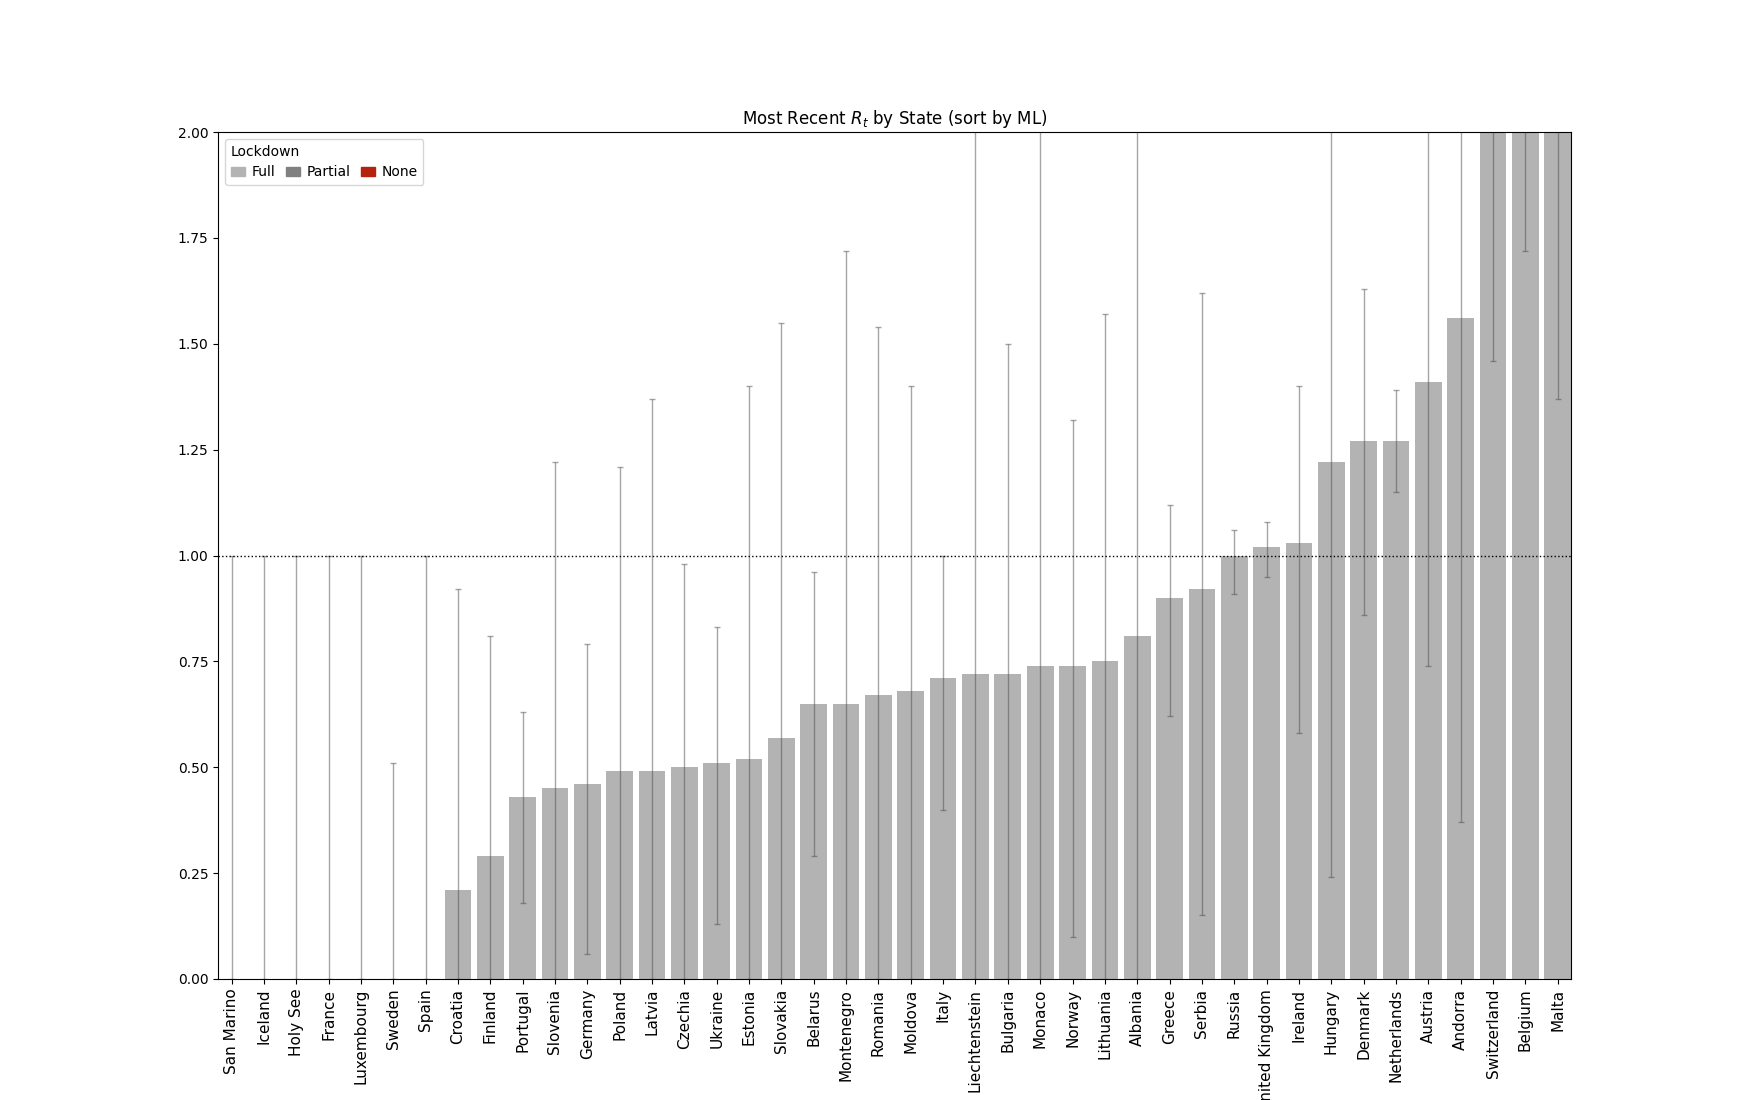 Most Recent R_t by State (sort by ML)
Lockdown
Full Partial None
2.00
1.75
1.50
1.25
1.00
0.75
0.50
0.25
0.00
San Marino
Iceland
Holy See
France
Luxembourg
Sweden
Spain
Croatia
Finland
Portugal
Slovenia
Germany
Poland
Latvia
Czechia
Ukraine
Estonia
Slovakia
Belarus
Montenegro
Romania
Moldova
Italy
Liechtenstein
Bulgaria
Monaco
Norway
Lithuania
Albania
Greece
Serbia
Russia
nited Kingdom
Ireland
Hungary
Denmark
Netherlands
Austria
Andorra
Switzerland
Belgium
Malta